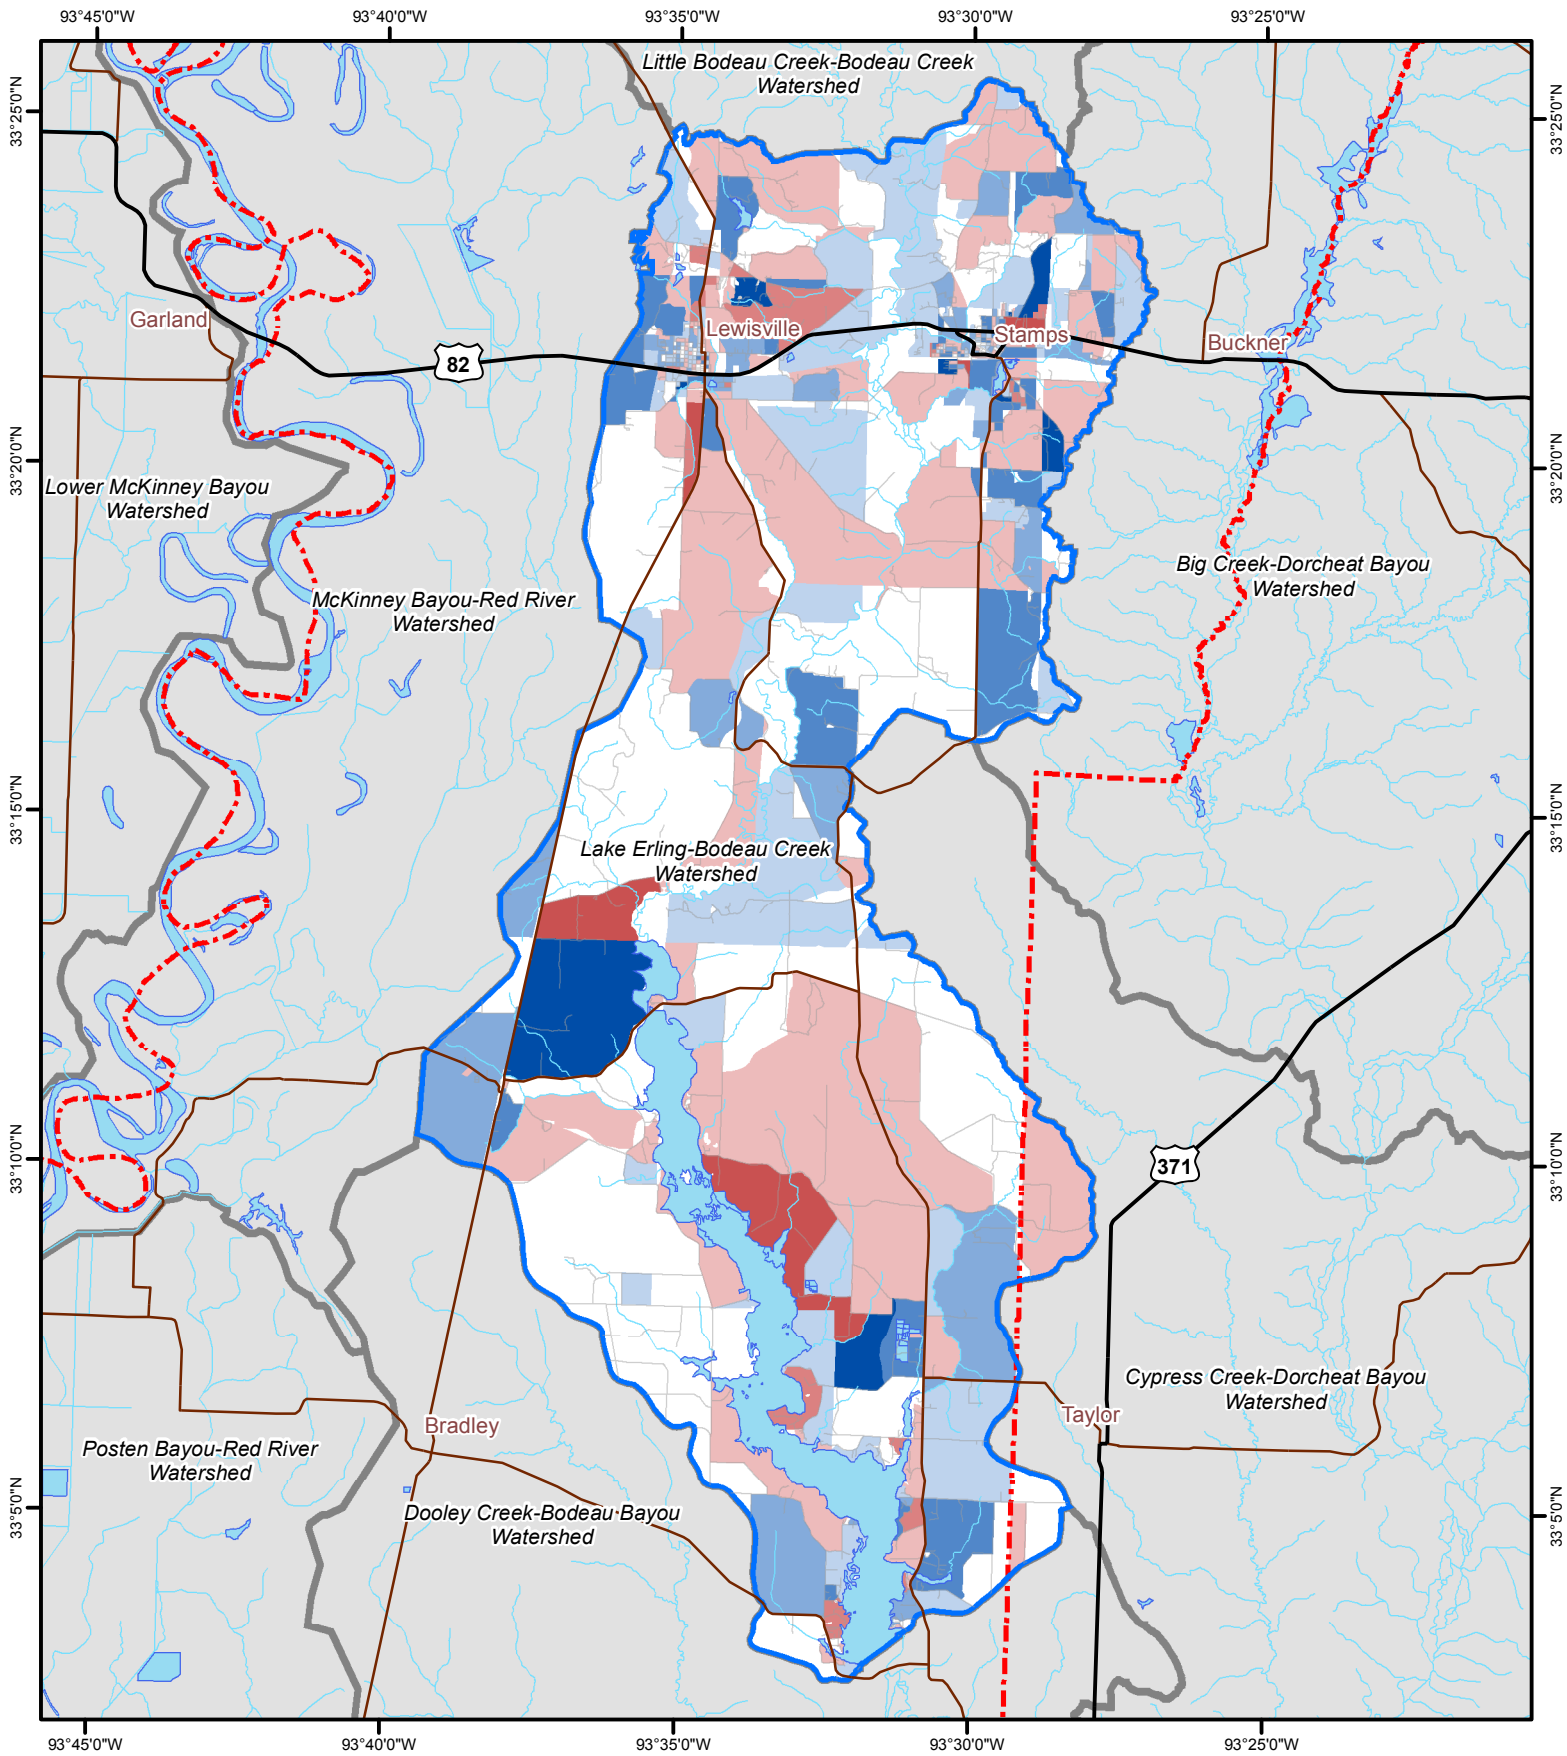 93°45'0"W
93°40'0"W
93°35'0"W
93°30'0"W
93°25'0"W
Little Bodeau Creek-Bodeau Creek
Watershed
33°25'0"N
33°25'0"N
Garland
Lewisville
Stamps
Buckner
82
33°20'0"N
33°20'0"N
Lower McKinney Bayou
Watershed
Big Creek-Dorcheat Bayou
Watershed
McKinney Bayou-Red River
Watershed
33°15'0"N
33°15'0"N
Lake Erling-Bodeau Creek
Watershed
33°10'0"N
33°10'0"N
371
Cypress Creek-Dorcheat Bayou
Watershed
Taylor
Bradley
Posten Bayou-Red River
Watershed
Dooley Creek-Bodeau Bayou
Watershed
33°5'0"N
33°5'0"N
93°45'0"W
93°40'0"W
93°35'0"W
93°30'0"W
93°25'0"W